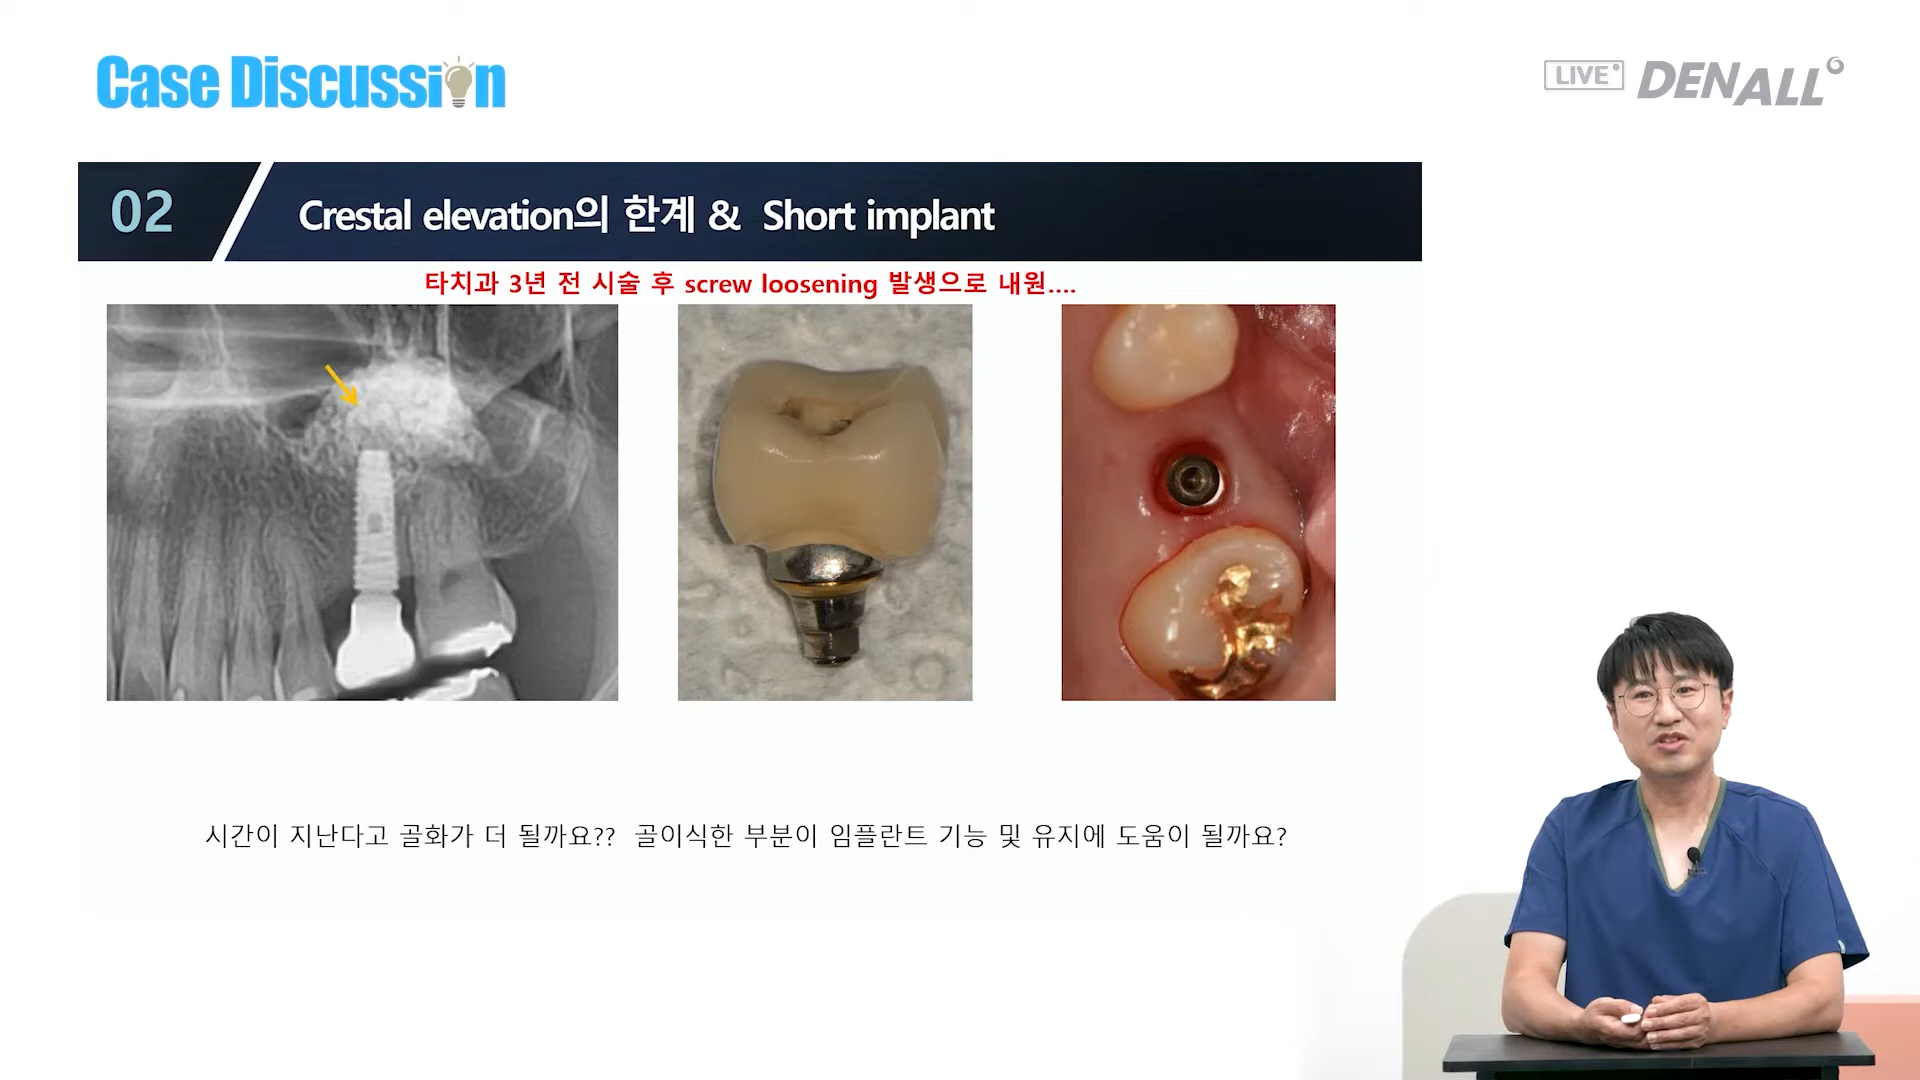 Case Discussion
LIVE DENALL
02 Crestal elevation의 한계 & Short implant
타치과 3년 전 시술 후 screw loosening 발생으로 내원....
시간이 지난다고 골화가 더 될까요?? 골이식한 부분이 임플란트 기능 및 유지에 도움이 될까요?